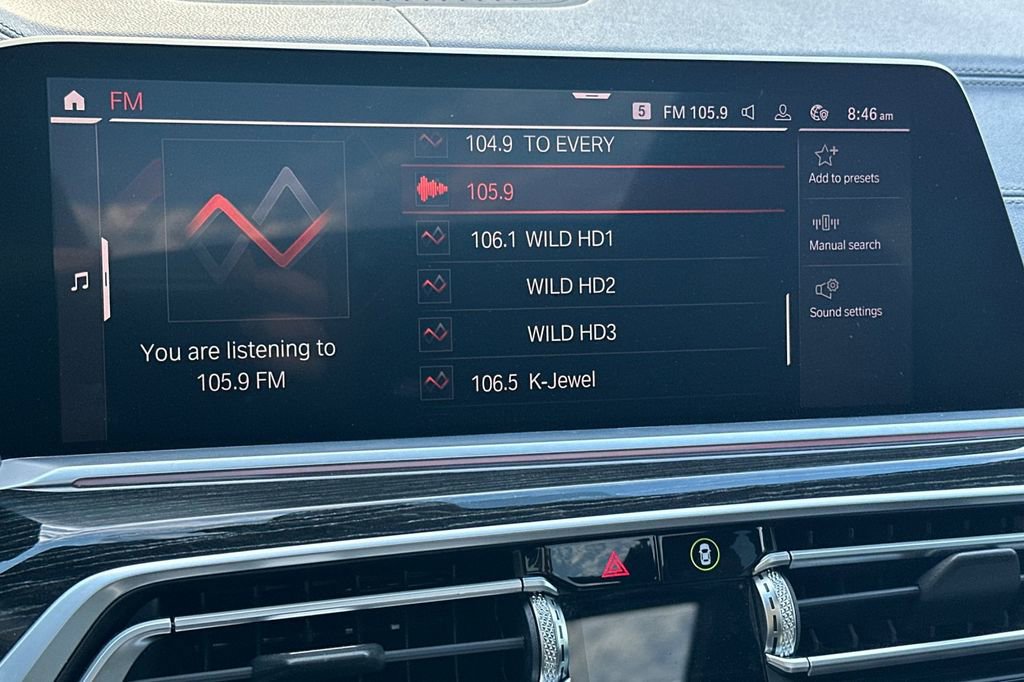 FM
5 FM 105.9 8:46 am
104.9 TO EVERY
105.9
106.1 WILD HD1
WILD HD2
WILD HD3
106.5 K-Jewel
You are listening to
105.9 FM
Add to presets
Manual search
Sound settings